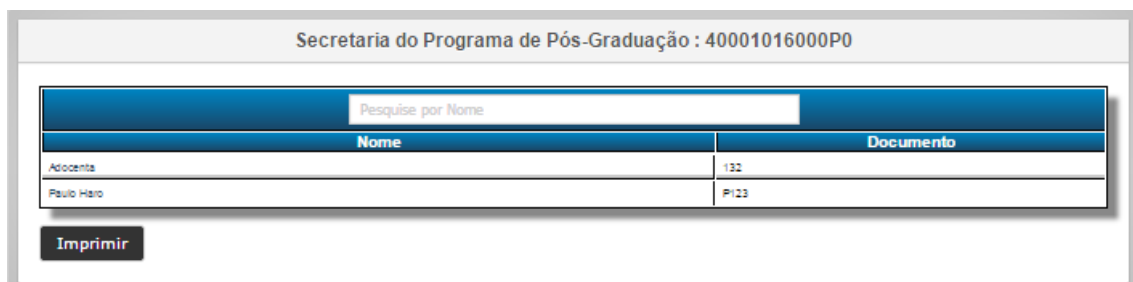 Secretaria do Programa de Pós-Graduação : 40001016000P0
Pesquise por Nome
Nome Documento
Adocenta 132
Paulo Haro P123
Imprimir